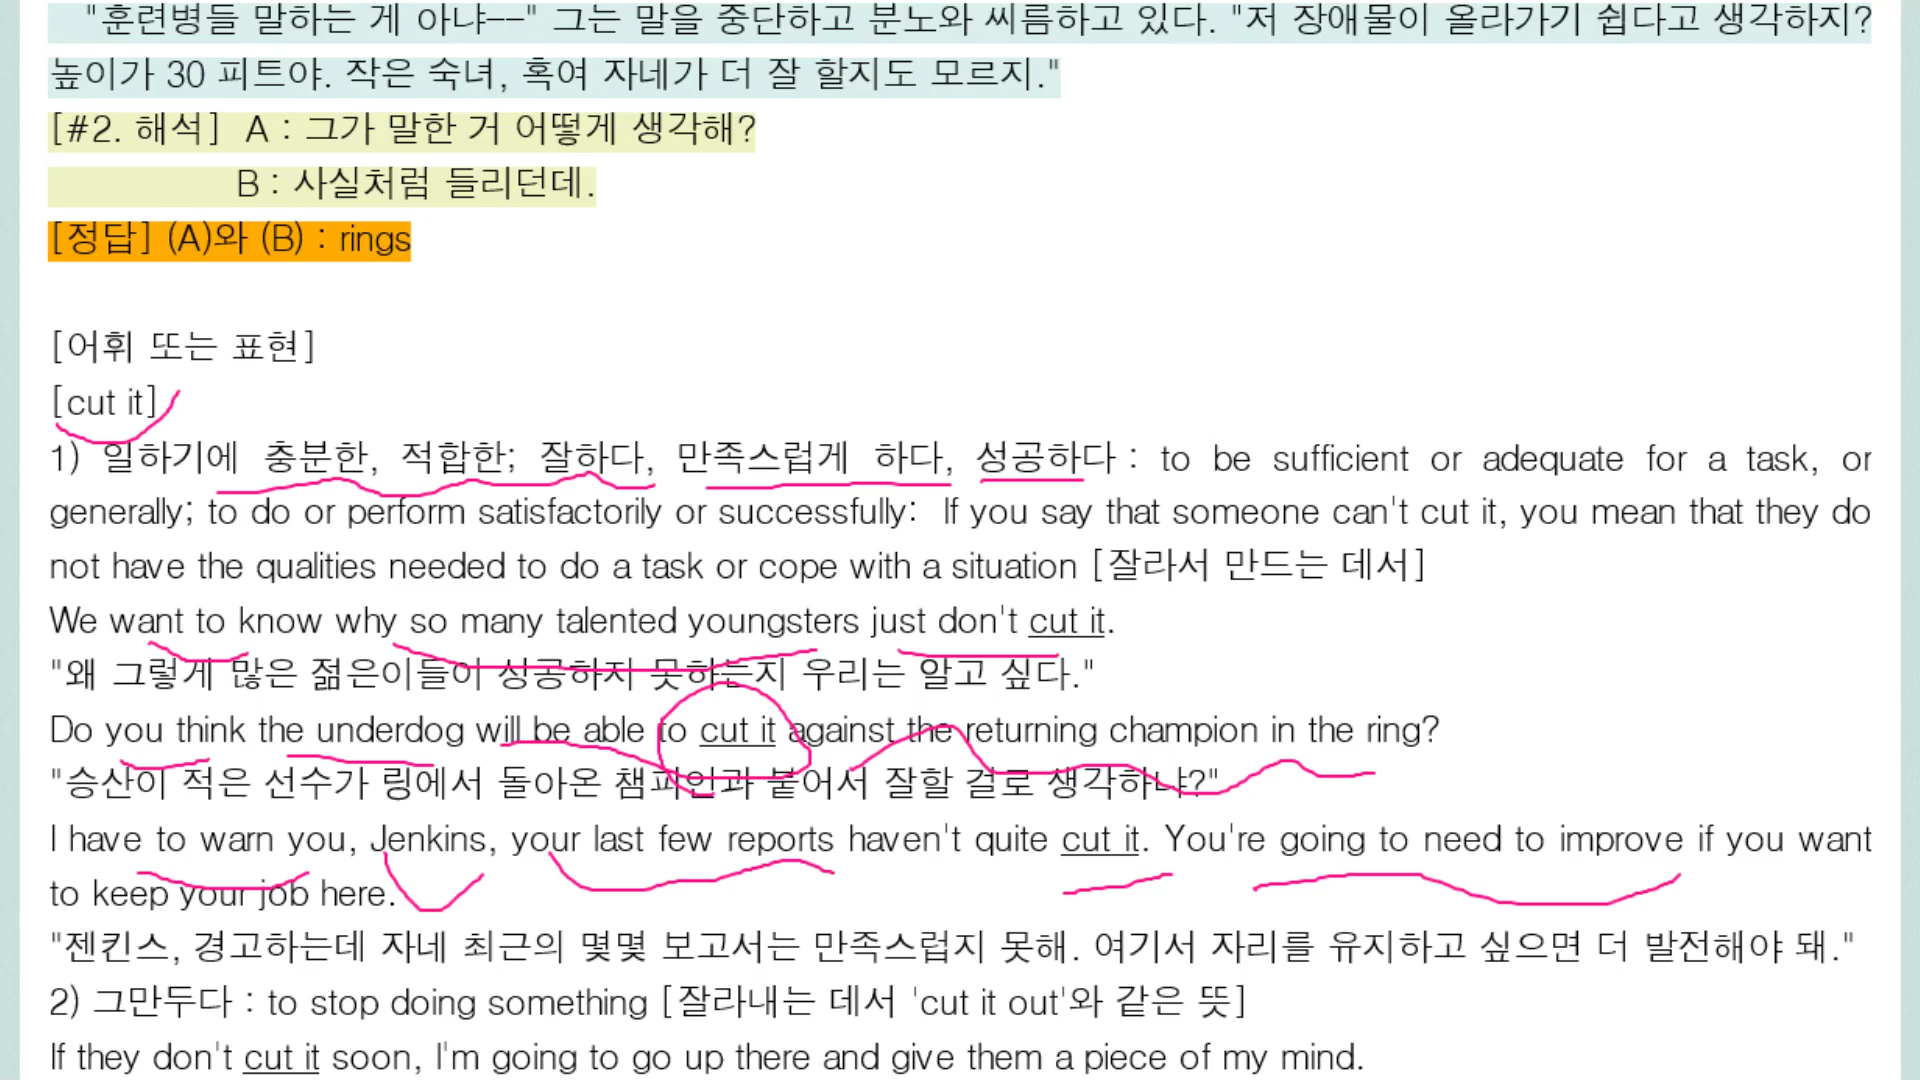 "훈련병들 말하는 게 아냐--" 그는 말을 중단하고 분노와 씨름하고 있다. "저 장애물이 올라가기 쉽다고 생각하지?
높이가 30 피트야. 작은 숙녀, 혹여 자네가 더 잘 할지도 모르지."
[#2. 해석] A : 그가 말한 거 어떻게 생각해?
B : 사실처럼 들리던데.
[정답] (A)와 (B) : rings
[어휘 또는 표현]
[cut it]
1) 일하기에 충분한, 적합한; 잘하다, 만족스럽게 하다, 성공하다 : to be sufficient or adequate for a task, or
generally; to do or perform satisfactorily or successfully: If you say that someone can't cut it, you mean that they do
not have the qualities needed to do a task or cope with a situation [잘라서 만드는 데서]
We want to know why so many talented youngsters just don't cut it.
"왜 그렇게 많은 젊은이들이 성공하지 못하는지 우리는 알고 싶다."
Do you think the underdog will be able to cut it against the returning champion in the ring?
"승산이 적은 선수가 링에서 돌아온 챔피언과 붙어서 잘할 걸로 생각하냐?"
I have to warn you, Jenkins, your last few reports haven't quite cut it. You're going to need to improve if you want
to keep your job here.
"젠킨스, 경고하는데 자네 최근의 몇몇 보고서는 만족스럽지 못해. 여기서 자리를 유지하고 싶으면 더 발전해야 돼."
2) 그만두다 : to stop doing something [잘라내는 데서 'cut it out'와 같은 뜻]
If they don't cut it soon, I'm going to go up there and give them a piece of my mind.